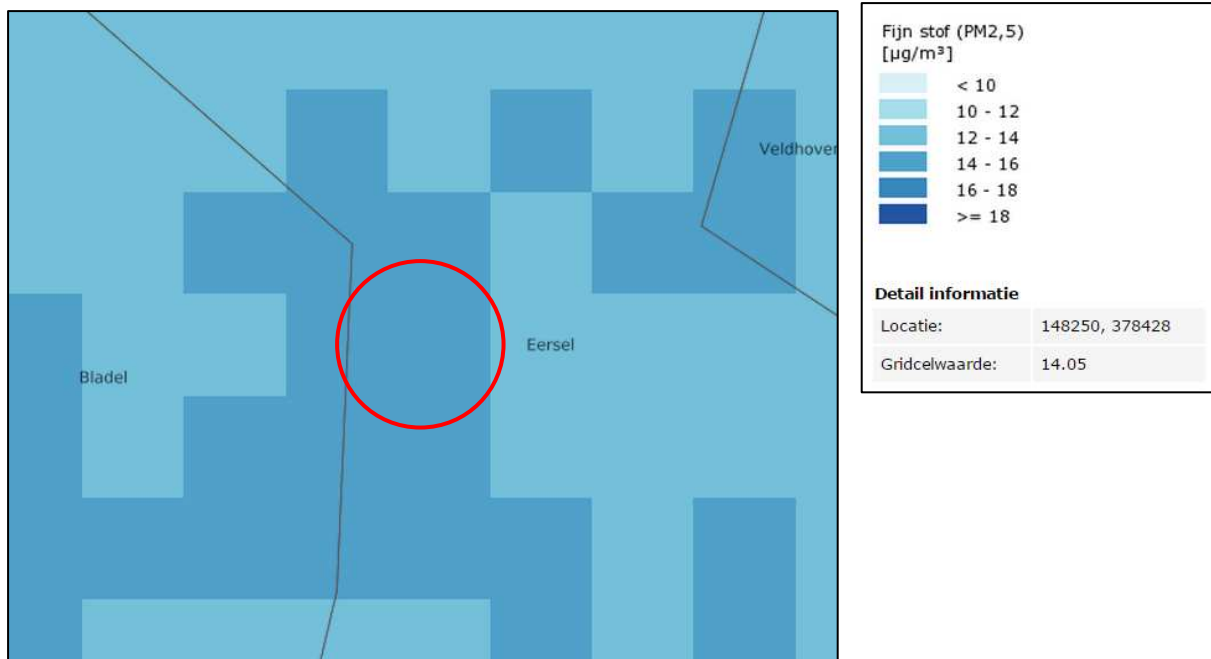 Veldhoven
Eersel
Bladel
Fijn stof (PM2,5)
[µg/m³]
< 10
10 - 12
12 - 14
14 - 16
16 - 18
>= 18
Detail informatie
Locatie: 148250, 378428
Gridcelwaarde: 14.05